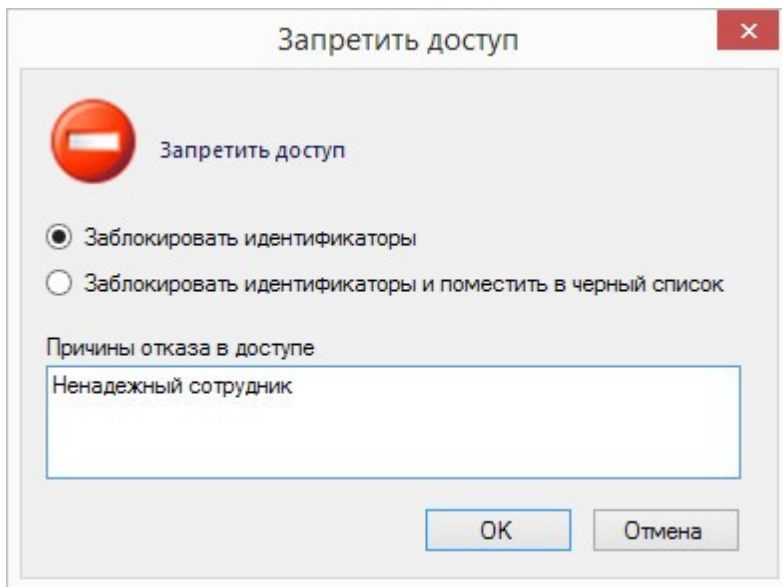 Запретить доступ
Запретить доступ
Заблокировать идентификаторы
Заблокировать идентификаторы и поместить в черный список
Причины отказа в доступе
Ненадежный сотрудник
OK
Отмена